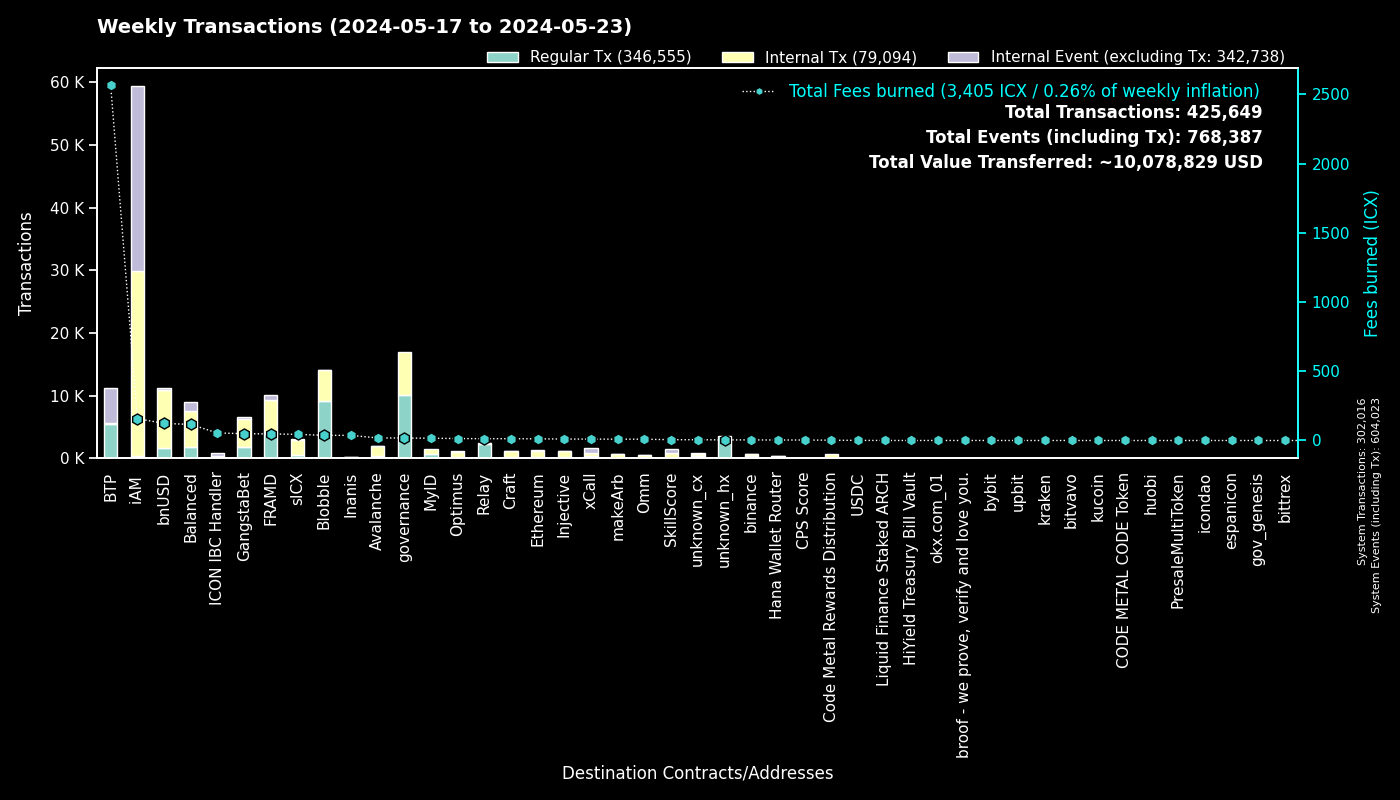 Weekly Transactions (2024-05-17 to 2024-05-23)
Regular Tx (346,555)
Internal Tx (79,094)
Internal Event (excluding Tx: 342,738)
Total Fees burned (3,405 ICX / 0.26% of weekly inflation)
Total Transactions: 425,649
Total Events (including Tx): 768,387
Total Value Transferred: ~10,078,829 USD
Transactions
60 K
50 K
40 K
30 K
20 K
10 K
0 K
2500
2000
1500
1000
500
0
Fees burned (ICX)
System Transactions: 302,016
System Events (including Tx): 604,023
BTP
iAM
bnUSD
Balanced
ICON IBC Handler
GangstaBet
FRAMD
sICX
Blobble
Inanis
Avalanche
governance
MyID
Optimus
Relay
Craft
Ethereum
Injective
xCall
makeArb
Omm
SkillScore
unknown_cx
unknown_hx
binance
Hana Wallet Router
CPS Score
Code Metal Rewards Distribution
USDC
Liquid Finance Staked ARCH
HiYield Treasury Bill Vault
okx.com_01
broof - we prove, verify and love you.
bybit
upbit
kraken
bitvavo
kucoin
CODE METAL CODE Token
huobi
PresaleMultiToken
icondao
espanicon
gov_genesis
bittrex
Destination Contracts/Addresses